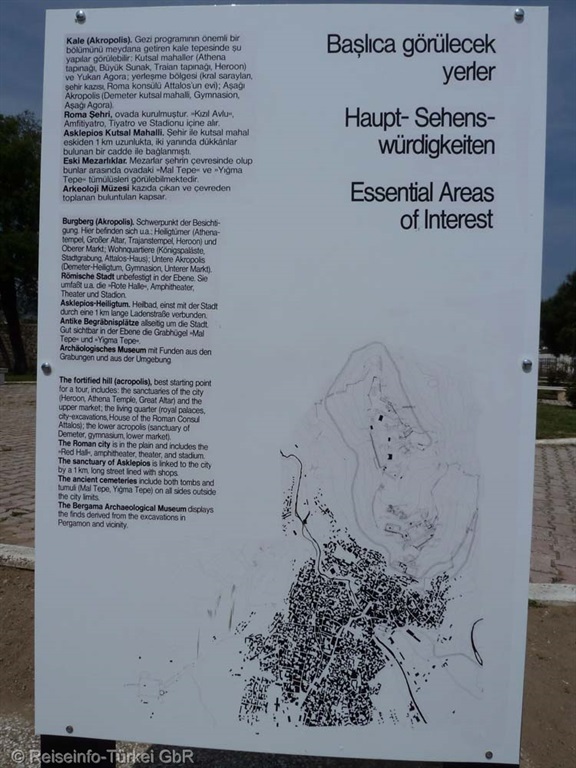 Kale (Akropolis). Gezi programının önemli bir
bölümünü meydana getiren kale tepesinde şu
yapılar görülebilir: Kutsal mahaller (Athena
tapınağı, Büyük Sunak, Traian tapınağı, Heroon)
ve Yukarı Agora; yerleşme bölgesi (kral sarayları,
şehir kazısı, Roma konsülü Attalos'un evi); Aşağı
Akropolis (Demeter kutsal mahalli, Gymnasion,
Aşağı Agora).
Roma Şehri, ovada kurulmuştur. »Kızıl Avlu»,
Amfitiyatro, Tiyatro ve Stadionu içine alır.
Asklepios Kutsal Mahalli. Şehir ile kutsal mahal
eskiden 1 km uzunlukta, iki yanında dükkânlar
bulunan bir cadde ile bağlanmıştı.
Eski Mezarlıklar. Mezarlar şehrin çevresinde olup
bunlar arasında ovadaki »Mal Tepe» ve »Yığma
Tepe» tümülüsleri görülebilmektedir.
Arkeoloji Müzesi kazıda çıkan ve çevreden
toplanan buluntuları kapsar.
Burgberg (Akropolis). Schwerpunkt der Besichti-
gung. Hier befinden sich u.a.: Heiligtümer (Athena-
tempel, Großer Altar, Trajanstempel, Heroon) und
Oberer Markt; Wohnquartiere (Königspaläste,
Stadtgrabung, Attalos-Haus); Untere Akropolis
(Demeter-Heiligtum, Gymnasion, Unterer Markt).
Römische Stadt unbefestigt in der Ebene. Sie
umfaßt u.a. die »Rote Halle», Amphitheater,
Theater und Stadion.
Asklepios-Heiligtum. Heilbad, einst mit der Stadt
durch eine 1 km lange Ladenstraße verbunden.
Antike Begräbnisplätze allseitig um die Stadt.
Gut sichtbar in der Ebene die Grabhügel »Mal
Tepe» und »Yigma Tepe».
Archäologisches Museum mit Funden aus den
Grabungen und aus der Umgebung.
The fortified hill (acropolis), best starting point
for a tour, includes: the sanctuaries of the city
(Heroon, Athena Temple, Great Altar) and the
upper market; the living quarter (royal palaces,
city-excavations, House of the Roman Consul
Attalos); the lower acropolis (sanctuary of
Demeter, gymnasium, lower market).
The Roman city is in the plain and includes the
»Red Hall», amphitheater, theater, and stadium.
The sanctuary of Asklepios is linked to the city
by a 1 km. long street lined with shops.
The ancient cemeteries include both tombs and
tumuli (Mal Tepe, Yığma Tepe) on all sides outside
the city limits.
The Bergama Archaeological Museum displays
the finds derived from the excavations in
Pergamon and vicinity.
Başlıca görülecek
yerler
Haupt- Sehens-
würdigkeiten
Essential Areas
of Interest
© Reiseinfo-Türkei GbR